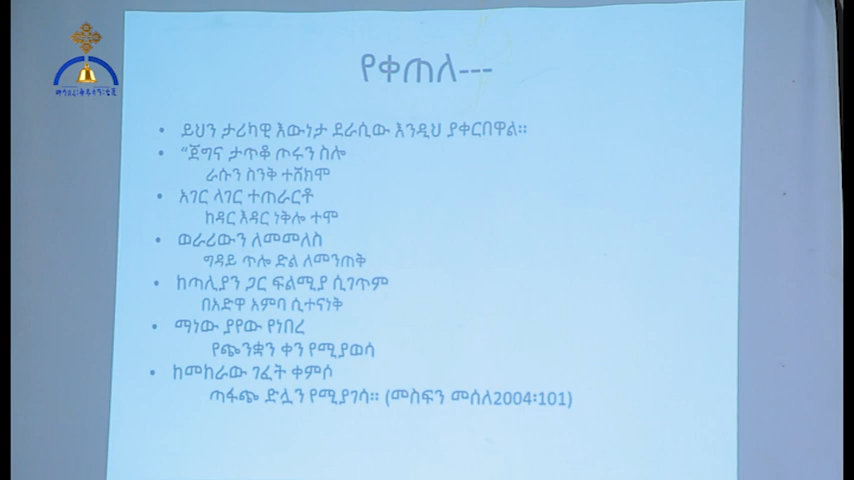 የቀጠለ---
• ይህን ታሪካዊ እውነታ ደራሲው እንዲህ ያቀርበዋል።
• “ጀግና ታጥቆ ጦሩን ስሎ
ራሱን ስንቅ ተሸክሞ
• አገር ላገር ተጠራርቶ
ከዳር እዳር ነቅሎ ተሞ
• ወራሪውን ለመመለስ
ግዳይ ጥሎ ድል ለመንጠቅ
• ከጣሊያን ጋር ፍልሚያ ሲገጥም
በአድዋ አምባ ሲተናነቅ
• ማነው ያየው የነበረ
የጭንቋን ቀን የሚያወሳ
• ከመከራው ገፈት ቀምሶ
ጣፋጭ ድሏን የሚያገሳ። (መስፍን መሰለ2004፡101)